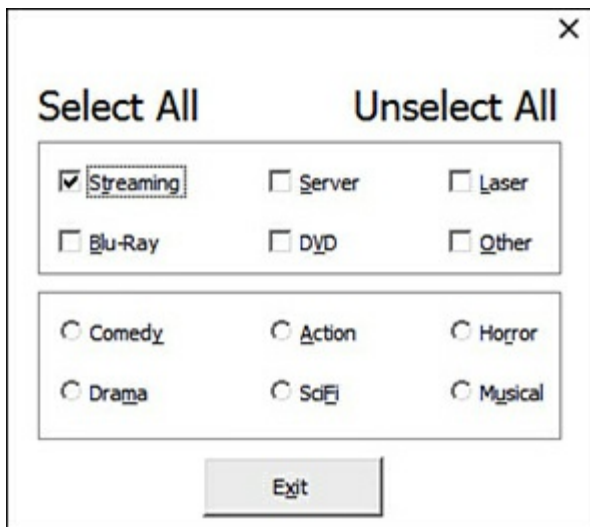 Select All Unselect All
Streaming Server Laser
Blu-Ray DVD Other
Comedy Action Horror
Drama SciFi Musical
Exit